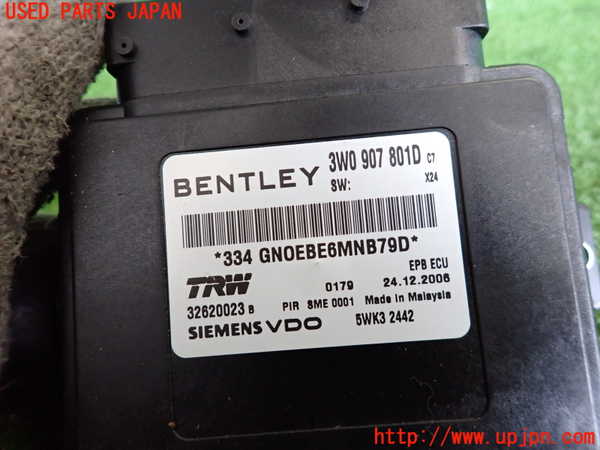 USED PARTS JAPAN
BENTLEY 3W0 907 801D C7
SW: X24
*334 GNOEBE6MNB79D*
TRW EPB ECU
0179 24.12.2006
32620023 B PIR SME 0001 Made in Malaysia
SIEMENS VDO 5WK3 2442
http://www.upjpn.com/